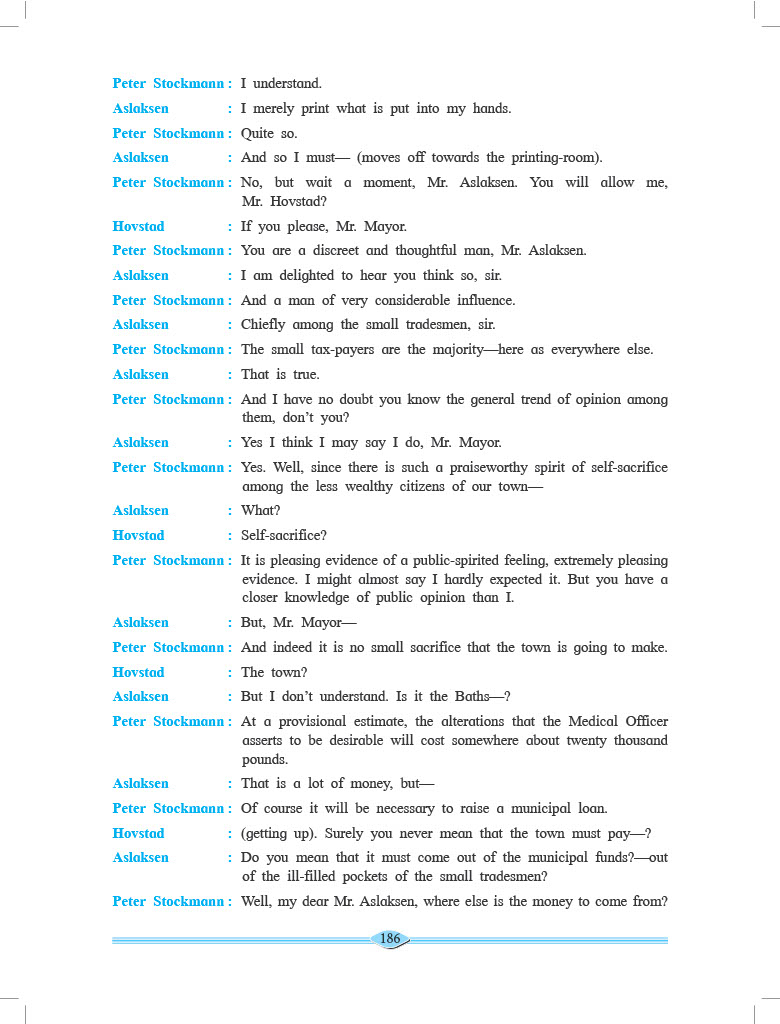 Peter Stockmann : I understand.
Aslaksen : I merely print what is put into my hands.
Peter Stockmann : Quite so.
Aslaksen : And so I must— (moves off towards the printing-room).
Peter Stockmann : No, but wait a moment, Mr. Aslaksen. You will allow me,
Mr. Hovstad?
Hovstad : If you please, Mr. Mayor.
Peter Stockmann : You are a discreet and thoughtful man, Mr. Aslaksen.
Aslaksen : I am delighted to hear you think so, sir.
Peter Stockmann : And a man of very considerable influence.
Aslaksen : Chiefly among the small tradesmen, sir.
Peter Stockmann : The small tax-payers are the majority—here as everywhere else.
Aslaksen : That is true.
Peter Stockmann : And I have no doubt you know the general trend of opinion among
them, don't you?
Aslaksen : Yes I think I may say I do, Mr. Mayor.
Peter Stockmann : Yes. Well, since there is such a praiseworthy spirit of self-sacrifice
among the less wealthy citizens of our town—
Aslaksen : What?
Hovstad : Self-sacrifice?
Peter Stockmann : It is pleasing evidence of a public-spirited feeling, extremely pleasing
evidence. I might almost say I hardly expected it. But you have a
closer knowledge of public opinion than I.
Aslaksen : But, Mr. Mayor—
Peter Stockmann : And indeed it is no small sacrifice that the town is going to make.
Hovstad : The town?
Aslaksen : But I don't understand. Is it the Baths—?
Peter Stockmann : At a provisional estimate, the alterations that the Medical Officer
asserts to be desirable will cost somewhere about twenty thousand
pounds.
Aslaksen : That is a lot of money, but—
Peter Stockmann : Of course it will be necessary to raise a municipal loan.
Hovstad : (getting up). Surely you never mean that the town must pay—?
Aslaksen : Do you mean that it must come out of the municipal funds?—out
of the ill-filled pockets of the small tradesmen?
Peter Stockmann : Well, my dear Mr. Aslaksen, where else is the money to come from?
186